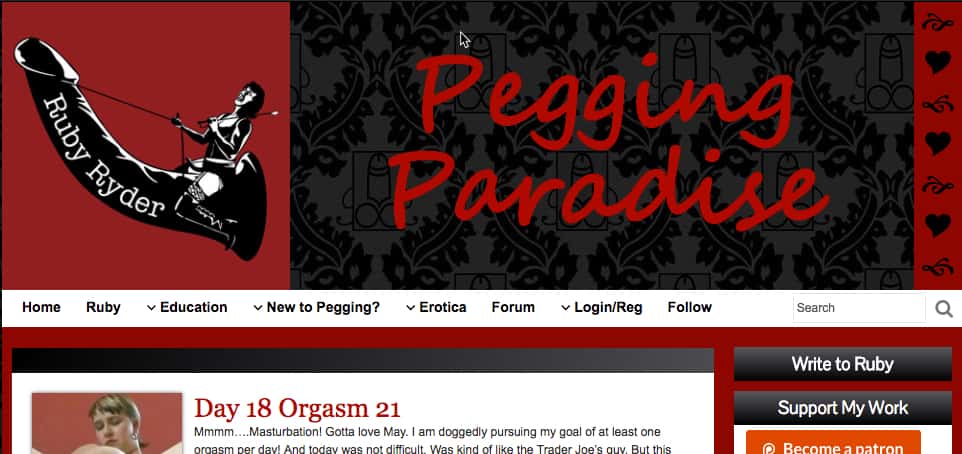 Ruby Ryder
Pegging
Paradise
Home
Ruby
Education
New to Pegging?
Erotica
Forum
Login/Reg
Follow
Search
Write to Ruby
Day 18 Orgasm 21
Mmmm….Masturbation! Gotta love May. I am doggedly pursuing my goal of at least one
orgasm per day! And today was not difficult. Was kind of like the Trader Joe's guy. But this
Support My Work
Become a patron